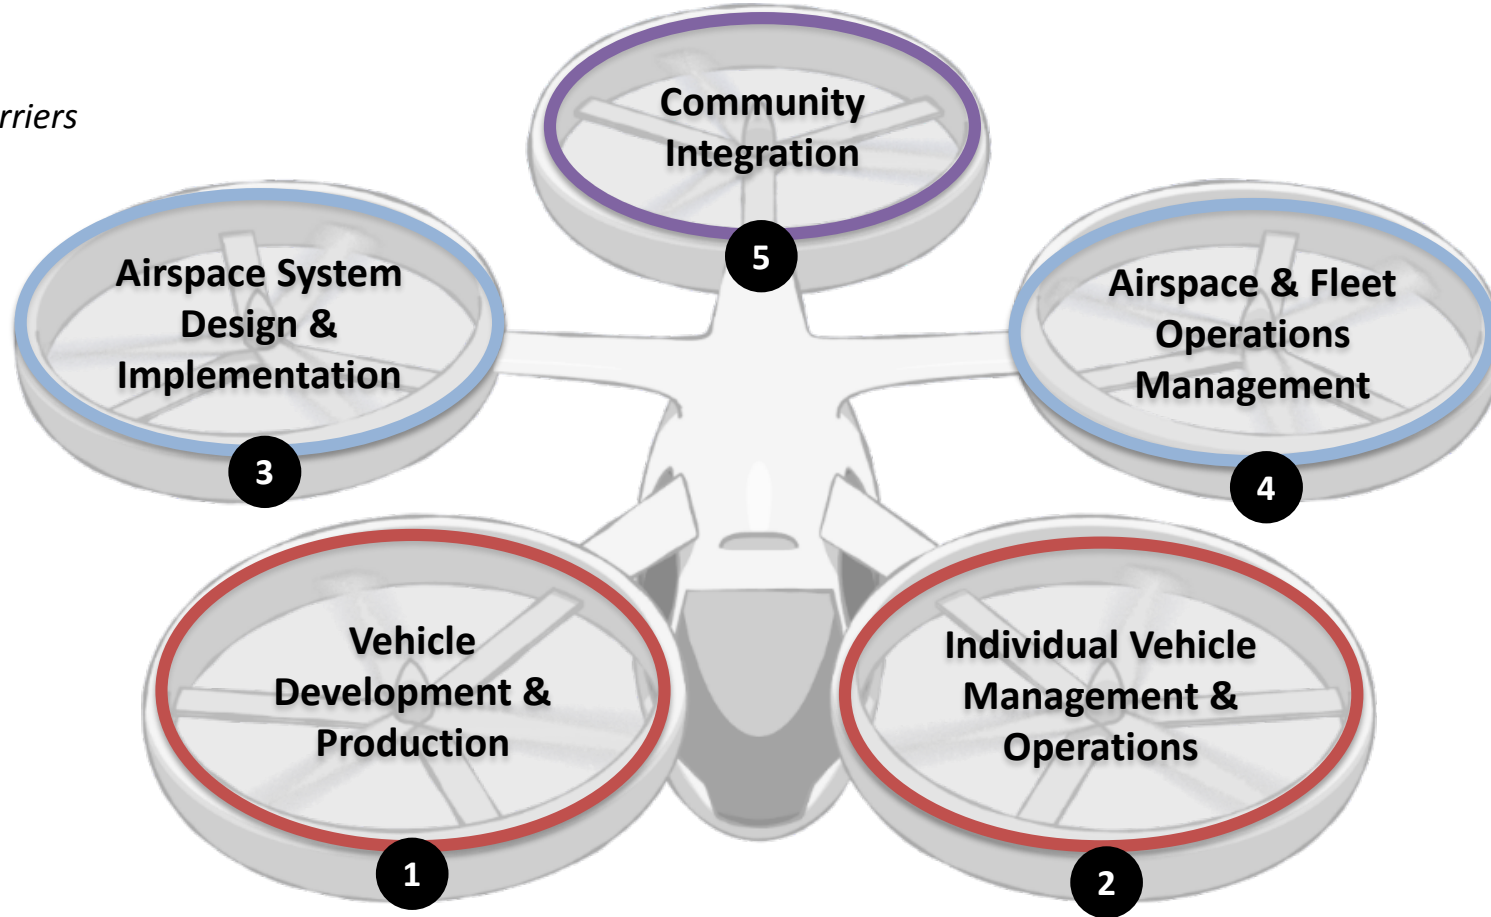 Community
Integration
5
Airspace System
Design &
Implementation
3
Airspace & Fleet
Operations
Management
4
Vehicle
Development &
Production
1
Individual Vehicle
Management &
Operations
2